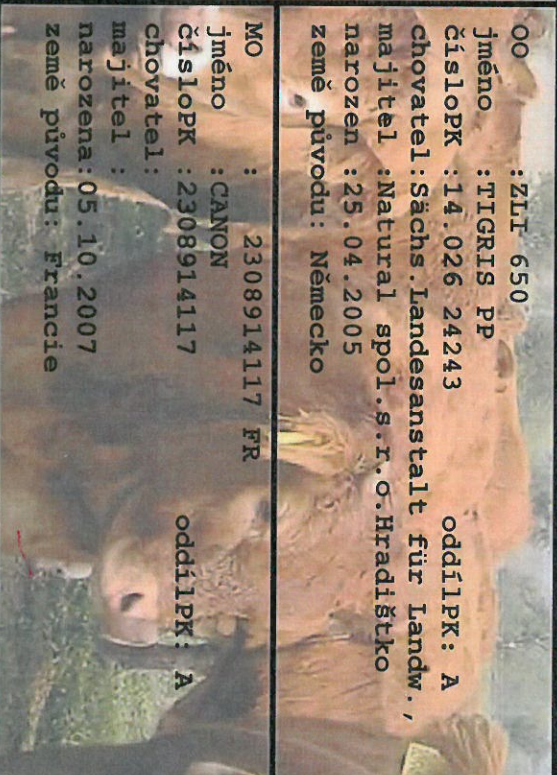 OO :ZLI 650
jméno :TIGRIS PP
čísloPK :14.026 24243 oddílPK: A
chovatel:Sächs.Landesanstalt für Landw.,
majitel :Natural spol.s.r.o.Hradištko
narozen :25.04.2005
země původu: Německo
MO : 2308914117 FR
jméno :CANON
čísloPK :2308914117 oddílPK: A
chovatel:
majitel :
narozena:05.10.2007
země původu: Francie